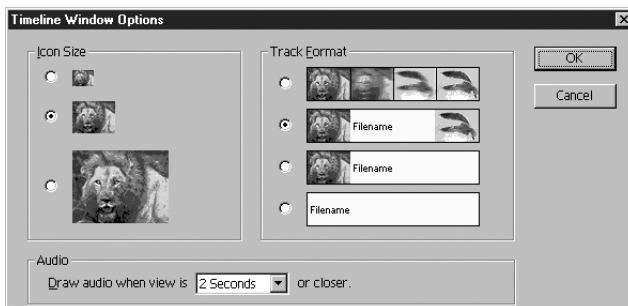 Timeline Window Options
Icon Size
Track Format
OK
Cancel
Filename
Filename
Filename
Audio
Draw audio when view is 2 Seconds or closer.